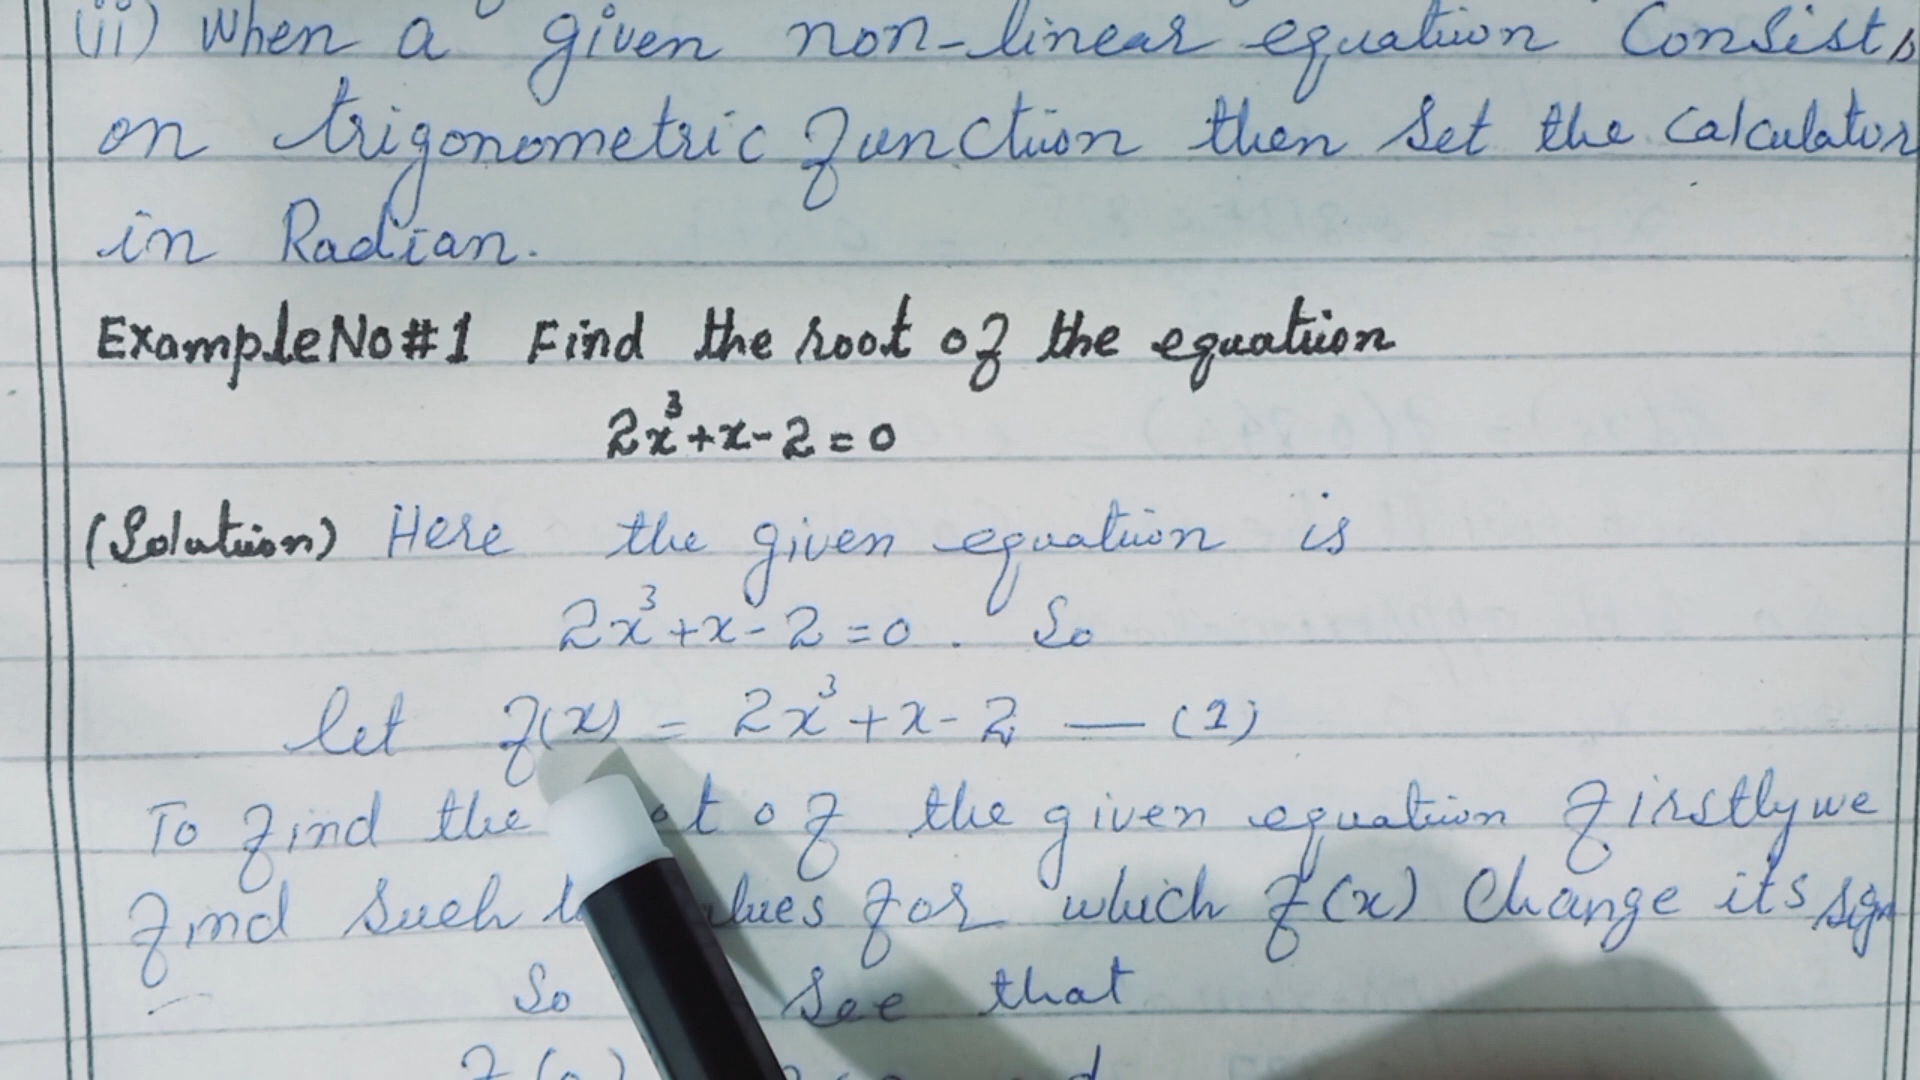 (ii) When a given non-linear equation Consists
on trigonometric function then Set the Calculator
in Radian.
Example No # 1 Find the root of the equation
2x³+x-2=0
(Solution) Here the given equation is
2x³+x-2=0. So
let f(x) = 2x³+x-2 — (1)
To find the of the given equation firstly we
find Such for which f(x) Change its sign
So See that